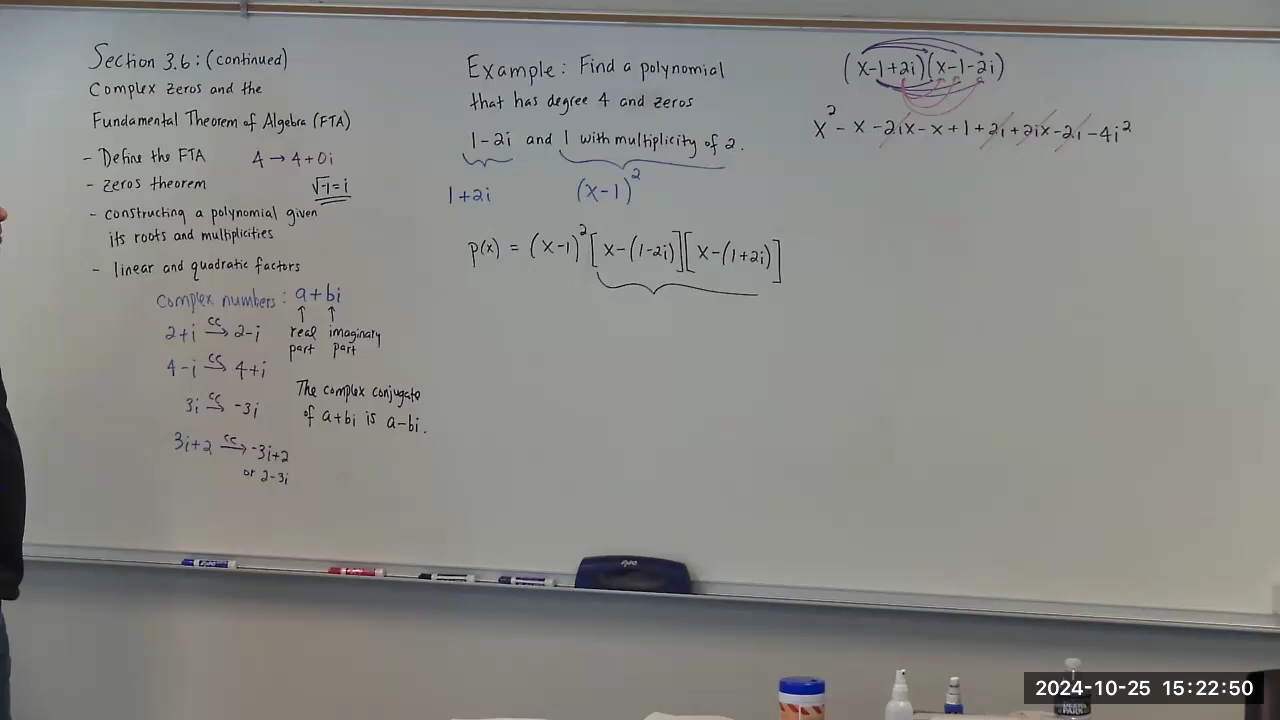 Section 3.6: (continued)
Complex Zeros and the
Fundamental Theorem of Algebra (FTA)
- Define the FTA 4 → 4+0i
- zeros theorem √-1 = i
- constructing a polynomial given
its roots and multiplicities
- linear and quadratic factors
Complex numbers: a+bi
↑ ↑
real imaginary
part part
2+i cc→ 2-i
4-i cc→ 4+i
3i cc→ -3i
3i+2 cc→ -3i+2
or 2-3i
The complex conjugate
of a+bi is a-bi.
Example: Find a polynomial
that has degree 4 and zeros
1-2i and 1 with multiplicity of 2.
1+2i (x-1)²
p(x) = (x-1)² [x-(1-2i)][x-(1+2i)]
(x-1+2i)(x-1-2i)
x² - x - 2ix - x + 1 + 2i + 2ix - 2i - 4i²
expo
2024-10-25 15:22:50